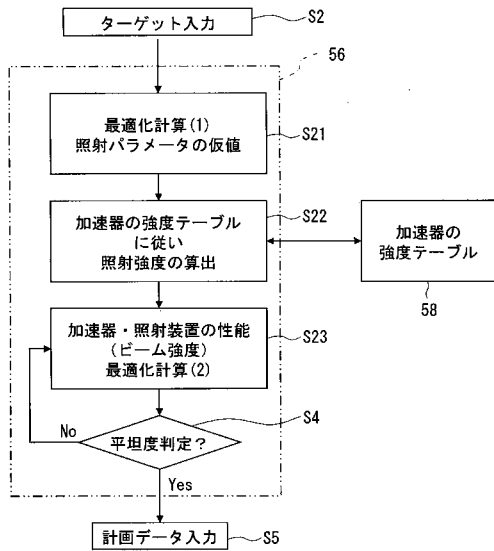 ターゲット入力
S2
56
最適化計算(1)
照射パラメータの仮値
S21
加速器の強度テーブル
に従い
照射強度の算出
S22
加速器の
強度テーブル
58
加速器・照射装置の性能
(ビーム強度)
最適化計算(2)
S23
平坦度判定?
S4
No
Yes
計画データ入力
S5